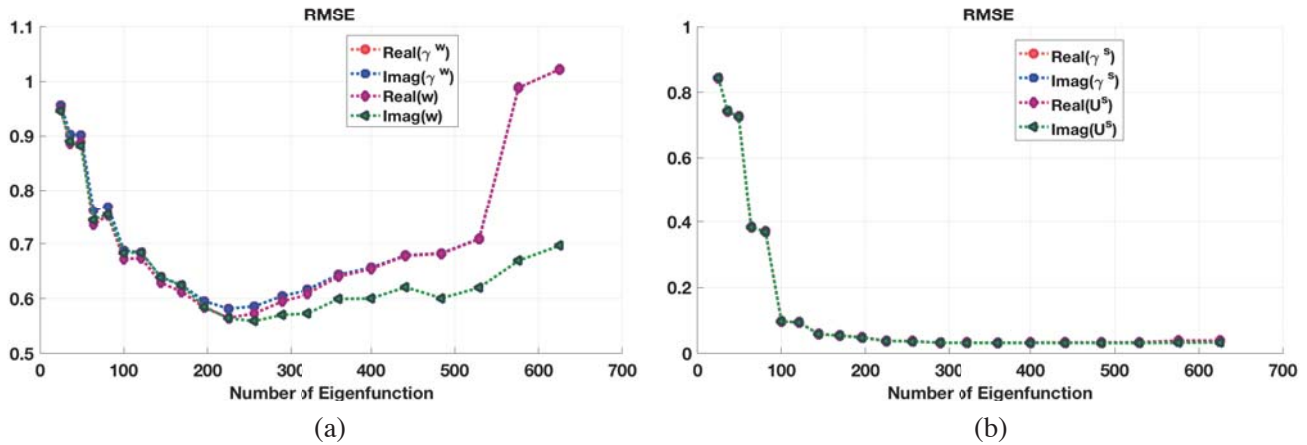 RMSE
1.1
1
0.9
0.8
0.7
0.6
0.5
0 100 200 300 400 500 600 700
Number of Eigenfunction
Real(γ w)
Imag(γ w)
Real(w)
Imag(w)
(a)
RMSE
1
0.8
0.6
0.4
0.2
0
0 100 200 300 400 500 600 700
Number of Eigenfunction
Real(γ s)
Imag(γ s)
Real(Us)
Imag(Us)
(b)